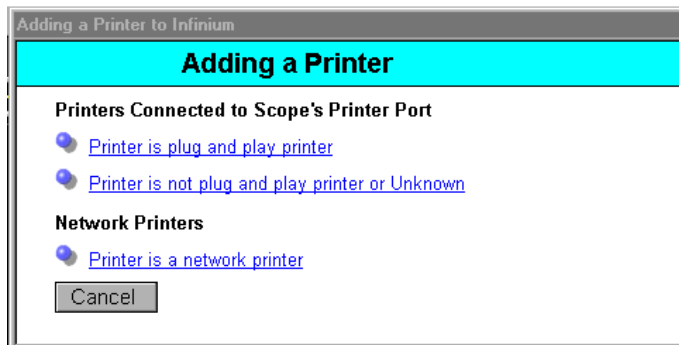 Adding a Printer to Infinium
Adding a Printer
Printers Connected to Scope's Printer Port
Printer is plug and play printer
Printer is not plug and play printer or Unknown
Network Printers
Printer is a network printer
Cancel